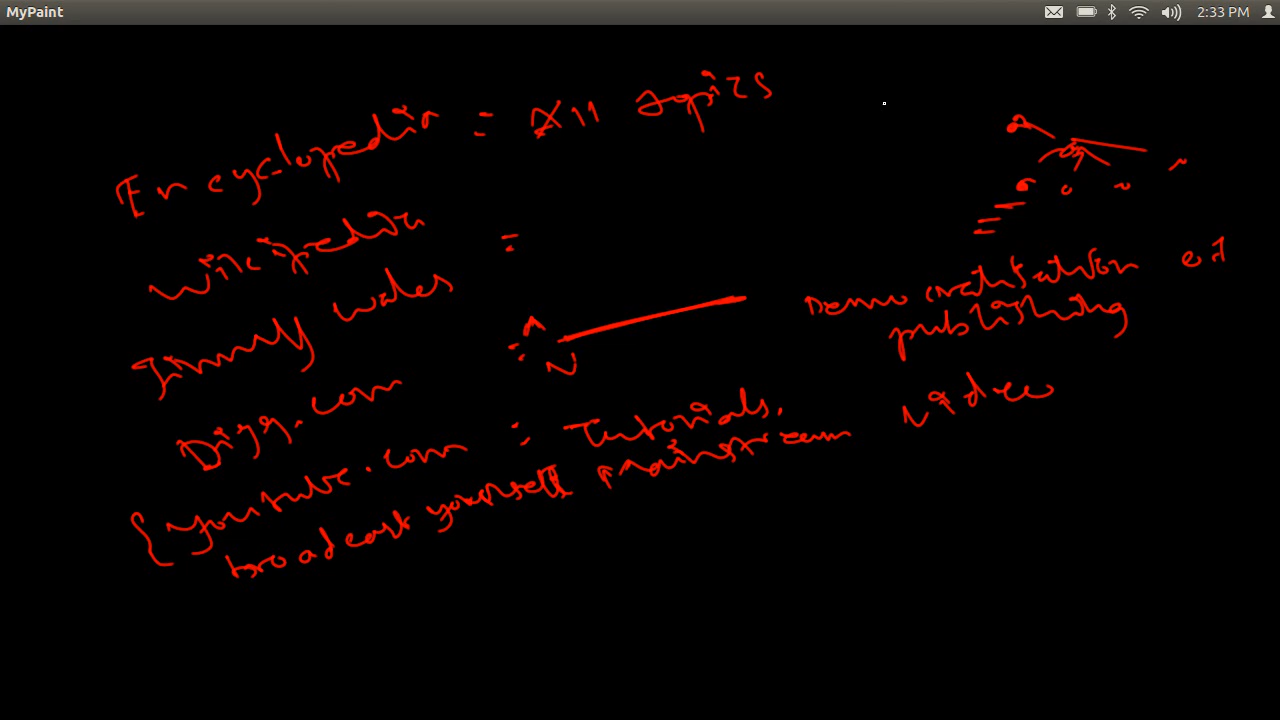 MyPaint
2:33 PM
Encyclopedia = All topics
Wikipedia =
Jimmy Wales
democratization of
publishing
Digg.com
Video
{ youtube.com = Tutorials,
broadcast yourself mainstream